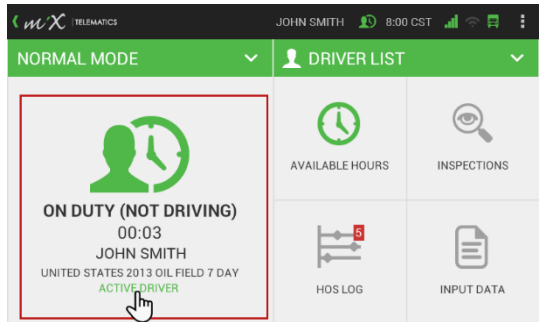 miX TELEMATICS
JOHN SMITH 8:00 CST
NORMAL MODE
DRIVER LIST
ON DUTY (NOT DRIVING)
00:03
JOHN SMITH
UNITED STATES 2013 OIL FIELD 7 DAY
ACTIVE DRIVER
AVAILABLE HOURS
INSPECTIONS
5
HOS LOG
INPUT DATA